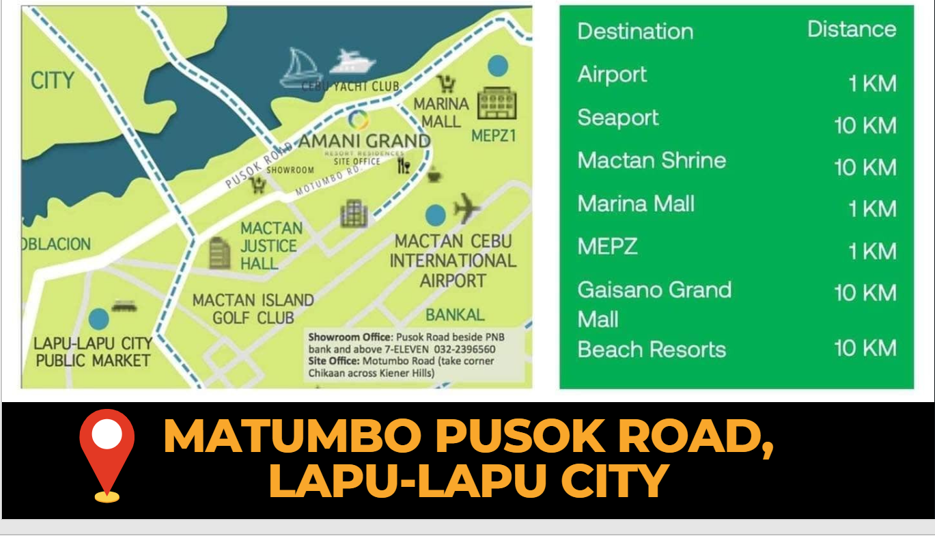 CITY
CEBU YACHT CLUB
MARINA
MALL
MEPZ1
AMANI GRAND
RESORT RESIDENCES
SITE OFFICE
PUSOK ROAD
SHOWROOM
MOTUMBO RD
OBLACION
MACTAN
JUSTICE
HALL
MACTAN CEBU
INTERNATIONAL
AIRPORT
MACTAN ISLAND
GOLF CLUB
BANKAL
LAPU-LAPU CITY
PUBLIC MARKET
Showroom Office: Pusok Road beside PNB
bank and above 7-ELEVEN 032-2396560
Site Office: Motumbo Road (take corner
Chikaan across Kiener Hills)
Destination Distance
Airport 1 KM
Seaport 10 KM
Mactan Shrine 10 KM
Marina Mall 1 KM
MEPZ 1 KM
Gaisano Grand 10 KM
Mall
Beach Resorts 10 KM
MATUMBO PUSOK ROAD,
LAPU-LAPU CITY